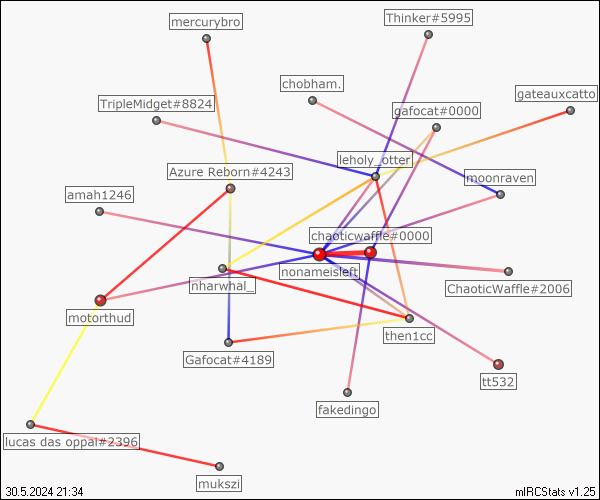 mercurybro
Thinker#5995
chobham.
gateauxcatto
TripleMidget#8824
gafocat#0000
leholy_otter
Azure Reborn#4243
moonraven
amah1246
chaoticwaffle#0000
nonameisleft
nharwhal_
ChaoticWaffle#2006
motorthud
then1cc
Gafocat#4189
tt532
fakedingo
lucas das oppai#2396
mukszi
30.5.2024 21:34
mIRCStats v1.25